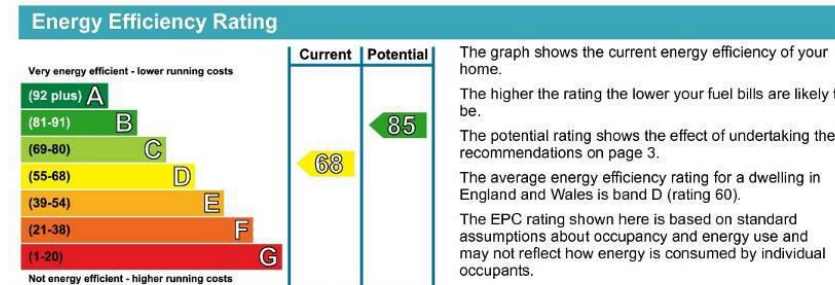 Energy Efficiency Rating
Current Potential
Very energy efficient - lower running costs
(92 plus) A
(81-91) B
(69-80) C
(55-68) D
(39-54) E
(21-38) F
(1-20) G
Not energy efficient - higher running costs
68
85
The graph shows the current energy efficiency of your
home.
The higher the rating the lower your fuel bills are likely
be.
The potential rating shows the effect of undertaking the
recommendations on page 3.
The average energy efficiency rating for a dwelling in
England and Wales is band D (rating 60).
The EPC rating shown here is based on standard
assumptions about occupancy and energy use and
may not reflect how energy is consumed by individual
occupants.